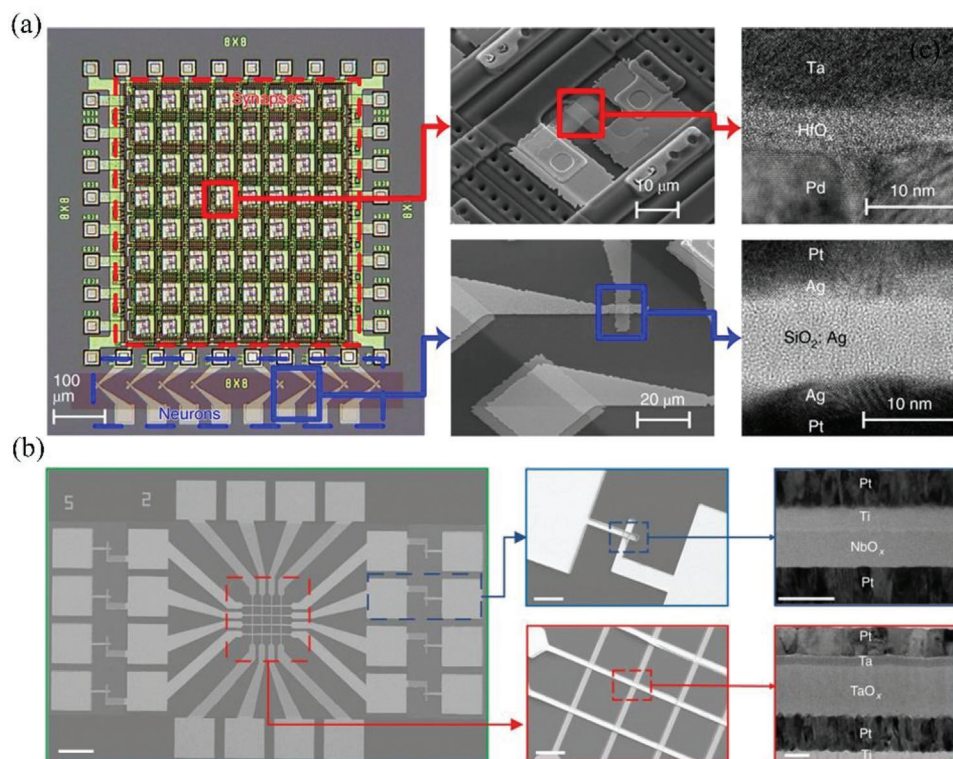 (a)
8X8
Synapses
8X8
8X8
8X8
100
µm
Neurons
10 µm
20 µm
(c)
Ta
HfOₓ
Pd
10 nm
Pt
Ag
SiO₂: Ag
Ag
Pt
10 nm
(b)
5 2
Pt
Ti
NbOₓ
Pt
Pt
Ta
TaOₓ
Pt
Ti